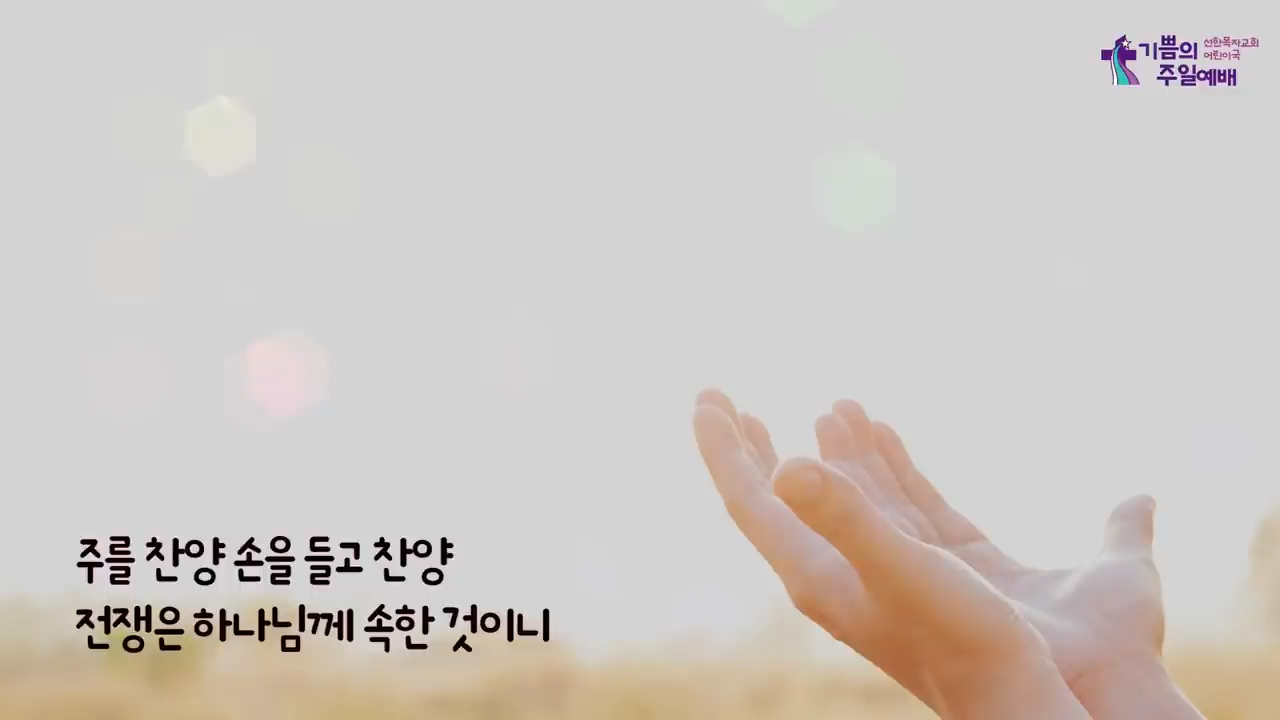 기쁨의
주일예배
선한목자교회
어린이국
주를 찬양 손을 들고 찬양
전쟁은 하나님께 속한 것이니